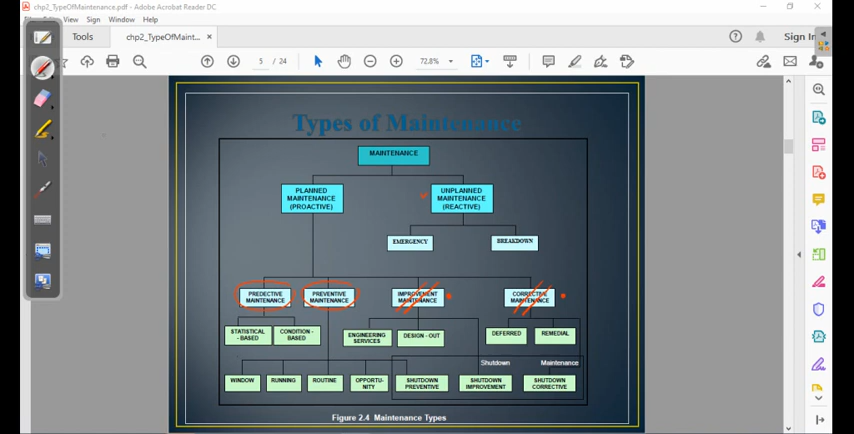 chp2_TypeOfMaint....pdf - Adobe Acrobat Reader DC
Edit View Sign Window Help
Tools
chp2_TypeOfMaint... ×
Sign In
5 / 24
72.8%
Types of Maintenance
MAINTENANCE
PLANNED
MAINTENANCE
(PROACTIVE)
UNPLANNED
MAINTENANCE
(REACTIVE)
EMERGENCY
BREAKDOWN
PREDECTIVE
MAINTENANCE
PREVENTIVE
MAINTENANCE
IMPROVEMENT
MAINTENANCE
CORRECTIVE
MAINTENANCE
STATISTICAL
- BASED
CONDITION -
BASED
ENGINEERING
SERVICES
DESIGN - OUT
DEFERRED
REMEDIAL
Shutdown
Maintenance
WINDOW
RUNNING
ROUTINE
OPPORTU-
NITY
SHUTDOWN
PREVENTIVE
SHUTDOWN
IMPROVEMENT
SHUTDOWN
CORRECTIVE
Figure 2.4 Maintenance Types